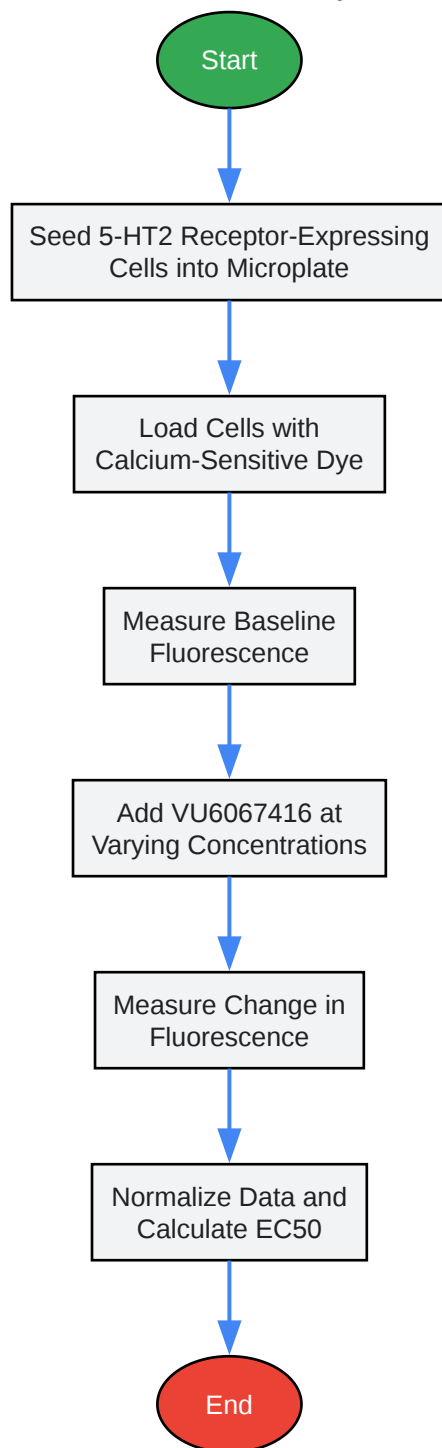 Start
Seed 5-HT2 Receptor-Expressing
Cells into Microplate
Load Cells with
Calcium-Sensitive Dye
Measure Baseline
Fluorescence
Add VU6067416 at
Varying Concentrations
Measure Change in
Fluorescence
Normalize Data and
Calculate EC50
End